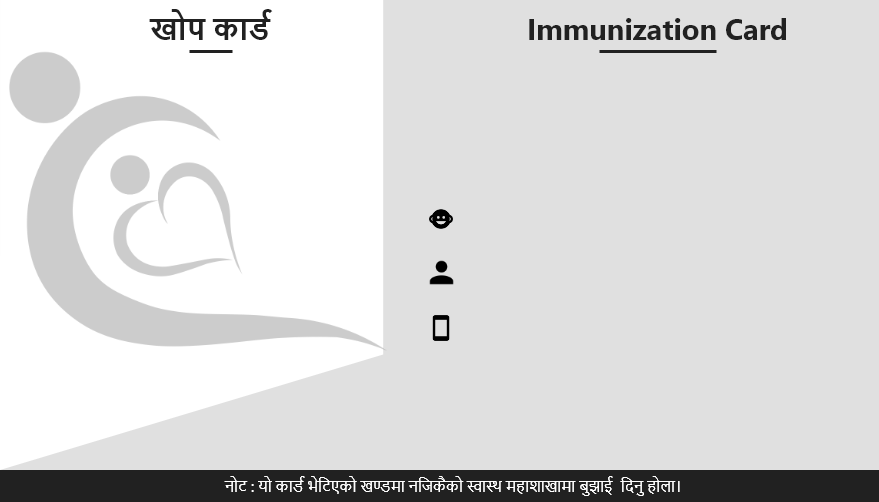 खोप कार्ड
Immunization Card
नोट : यो कार्ड भेटिएको खण्डमा नजिकैको स्वास्थ महाशाखामा बुझाई दिनु होला।